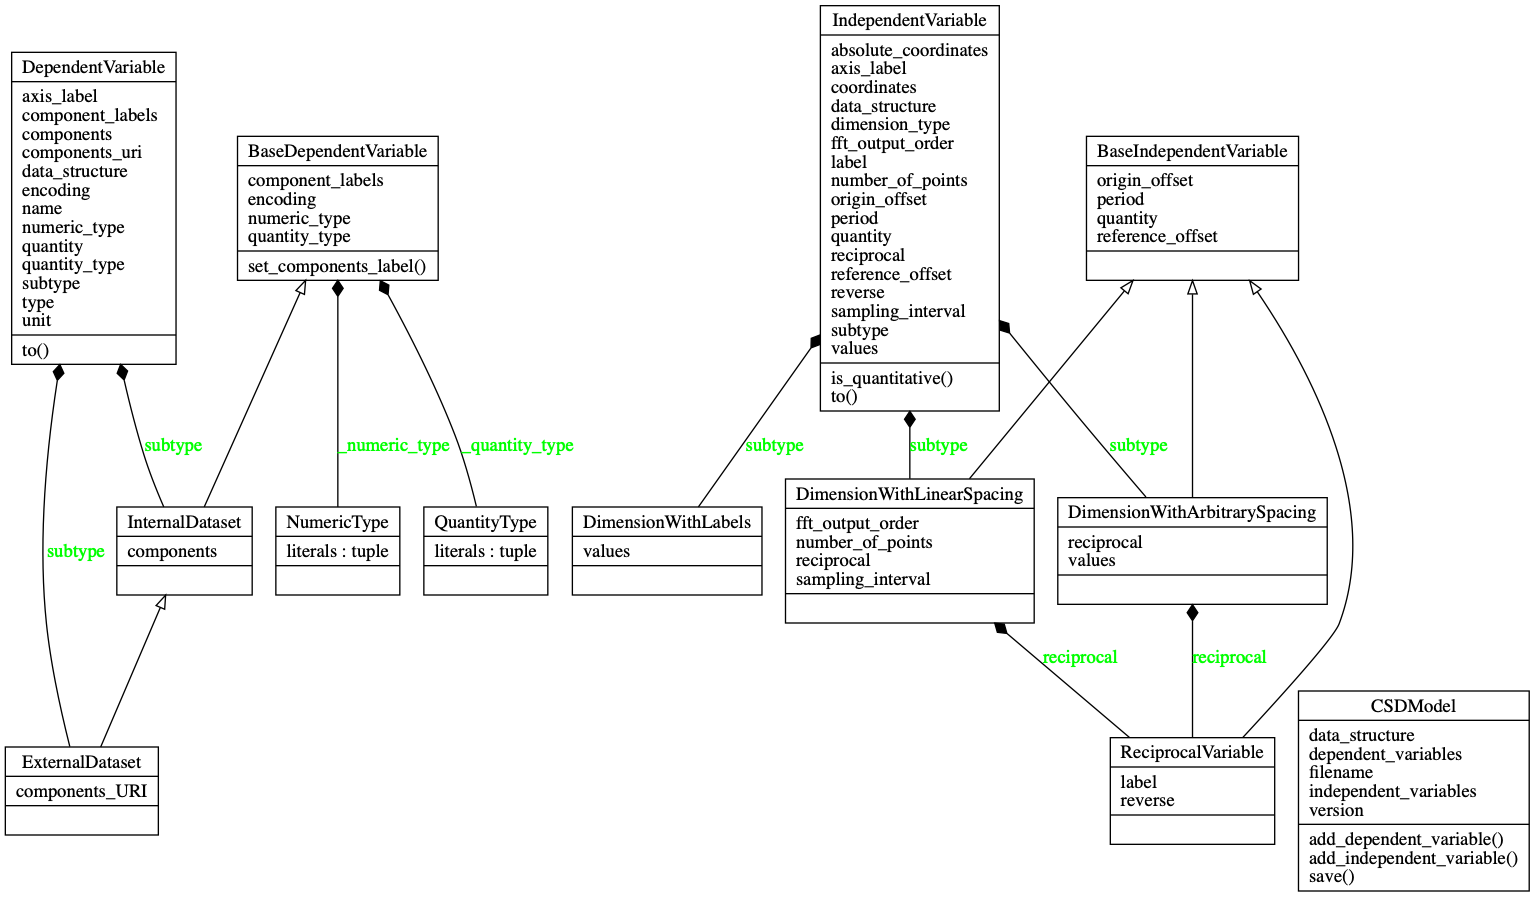 DependentVariable
axis_label
component_labels
components
components_uri
data_structure
encoding
name
numeric_type
quantity
quantity_type
subtype
type
unit
to()
BaseDependentVariable
component_labels
encoding
numeric_type
quantity_type
set_components_label()
IndependentVariable
absolute_coordinates
axis_label
coordinates
data_structure
dimension_type
fft_output_order
label
number_of_points
origin_offset
period
quantity
reciprocal
reference_offset
reverse
sampling_interval
subtype
values
is_quantitative()
to()
BaseIndependentVariable
origin_offset
period
quantity
reference_offset
subtype
_numeric_type
_quantity_type
subtype
subtype
subtype
subtype
InternalDataset
components
NumericType
literals : tuple
QuantityType
literals : tuple
DimensionWithLabels
values
DimensionWithLinearSpacing
fft_output_order
number_of_points
reciprocal
sampling_interval
DimensionWithArbitrarySpacing
reciprocal
values
reciprocal
reciprocal
ExternalDataset
components_URI
ReciprocalVariable
label
reverse
CSDModel
data_structure
dependent_variables
filename
independent_variables
version
add_dependent_variable()
add_independent_variable()
save()